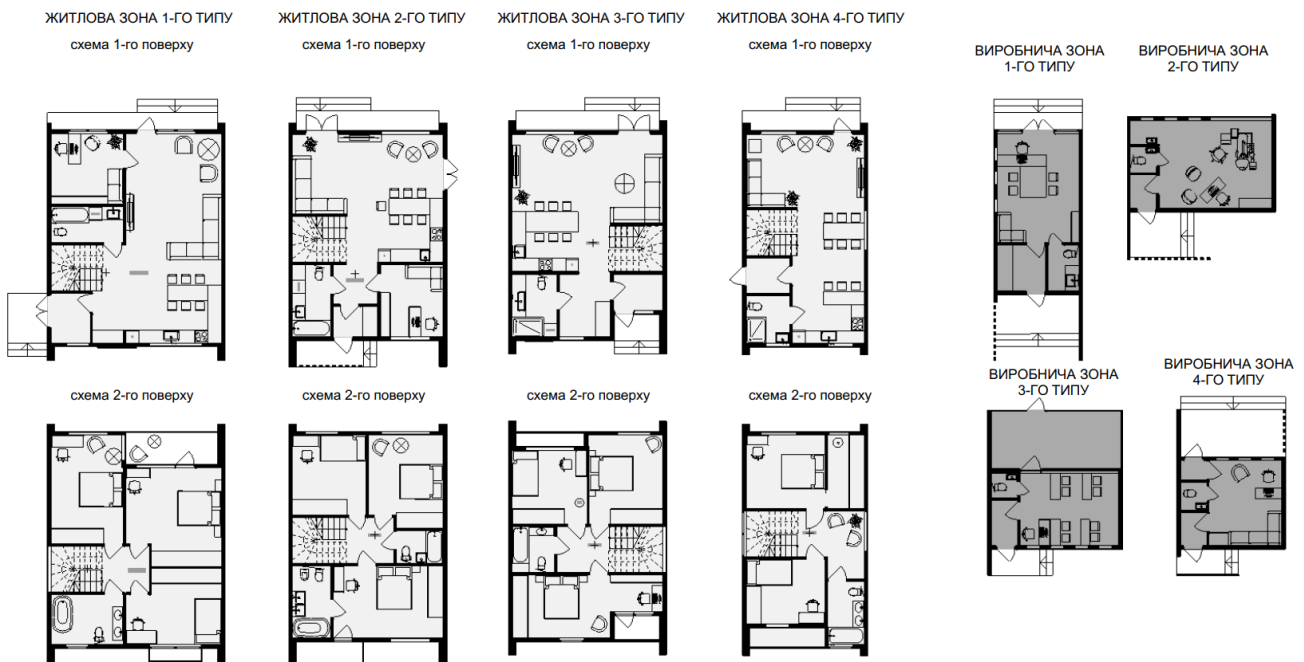 ЖИТЛОВА ЗОНА 1-ГО ТИПУ
схема 1-го поверху
ЖИТЛОВА ЗОНА 2-ГО ТИПУ
схема 1-го поверху
ЖИТЛОВА ЗОНА 3-ГО ТИПУ
схема 1-го поверху
ЖИТЛОВА ЗОНА 4-ГО ТИПУ
схема 1-го поверху
ВИРОБНИЧА ЗОНА
1-ГО ТИПУ
ВИРОБНИЧА ЗОНА
2-ГО ТИПУ
схема 2-го поверху
схема 2-го поверху
схема 2-го поверху
схема 2-го поверху
ВИРОБНИЧА ЗОНА
3-ГО ТИПУ
ВИРОБНИЧА ЗОНА
4-ГО ТИПУ